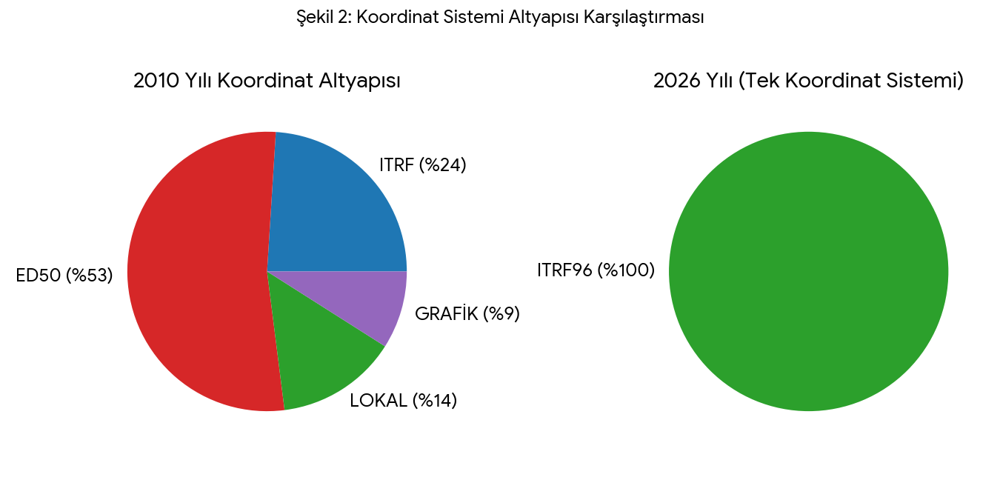 Şekil 2: Koordinat Sistemi Altyapısı Karşılaştırması
2010 Yılı Koordinat Altyapısı
ITRF (%24)
ED50 (%53)
GRAFİK (%9)
LOKAL (%14)
2026 Yılı (Tek Koordinat Sistemi)
ITRF96 (%100)